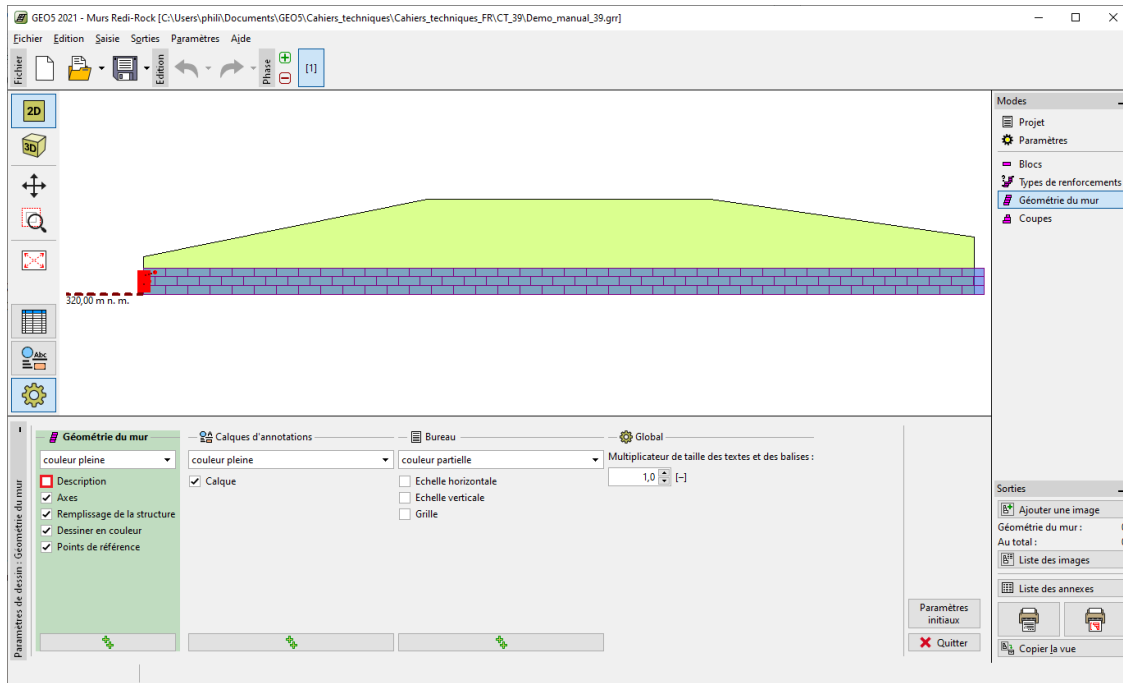 GEO5 2021 - Murs Redi-Rock [C:\Users\phili\Documents\GEO5\Cahiers_techniques\Cahiers_techniques_FR\CT_39\Demo_manual_39.grr]
Fichier Edition Saisie Sorties Paramètres Ajde
Fichier
Edition
Phase
[1]
2D
3D
Abc
320,00 m n. m.
Modes
Projet
Paramètres
Blocs
Types de renforcements
Géométrie du mur
Coupes
Paramètres de dessin : Géométrie du mur
Géométrie du mur
couleur pleine
Description
Axes
Remplissage de la structure
Dessiner en couleur
Points de référence
Calques d'annotations
couleur pleine
Calque
Bureau
couleur partielle
Echelle horizontale
Echelle verticale
Grille
Global
Multiplicateur de taille des textes et des balises :
1,0 [–]
Paramètres
initiaux
Quitter
Sorties
Ajouter une image
Géométrie du mur :
Au total :
Liste des images
Liste des annexes
Copier la vue